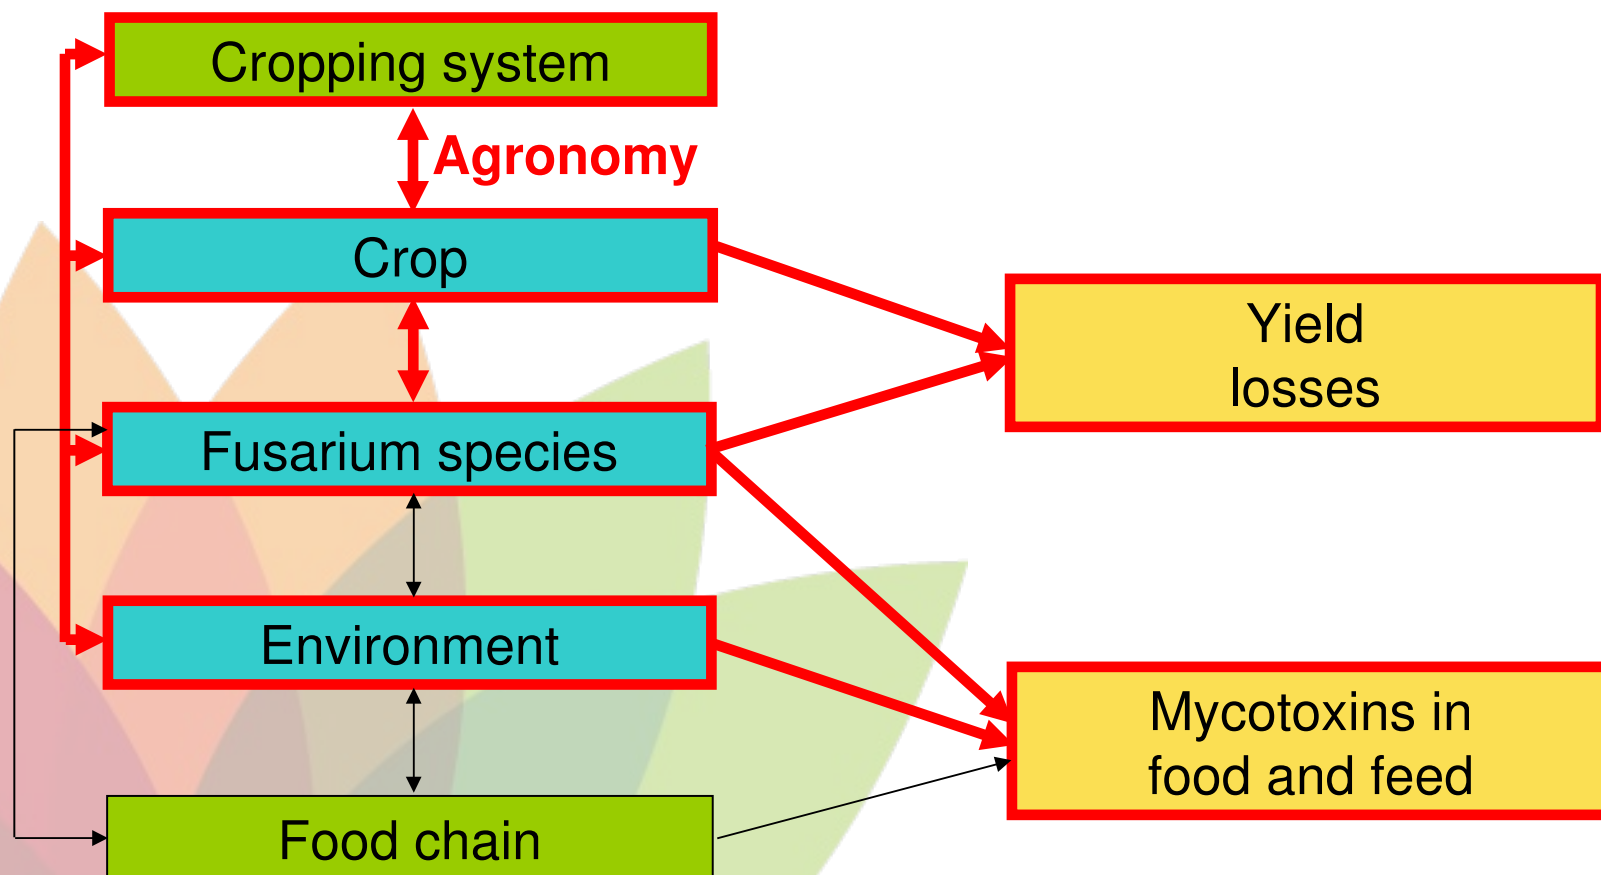 Cropping system
Agronomy
Crop
Yield
losses
Fusarium species
Environment
Mycotoxins in
food and feed
Food chain